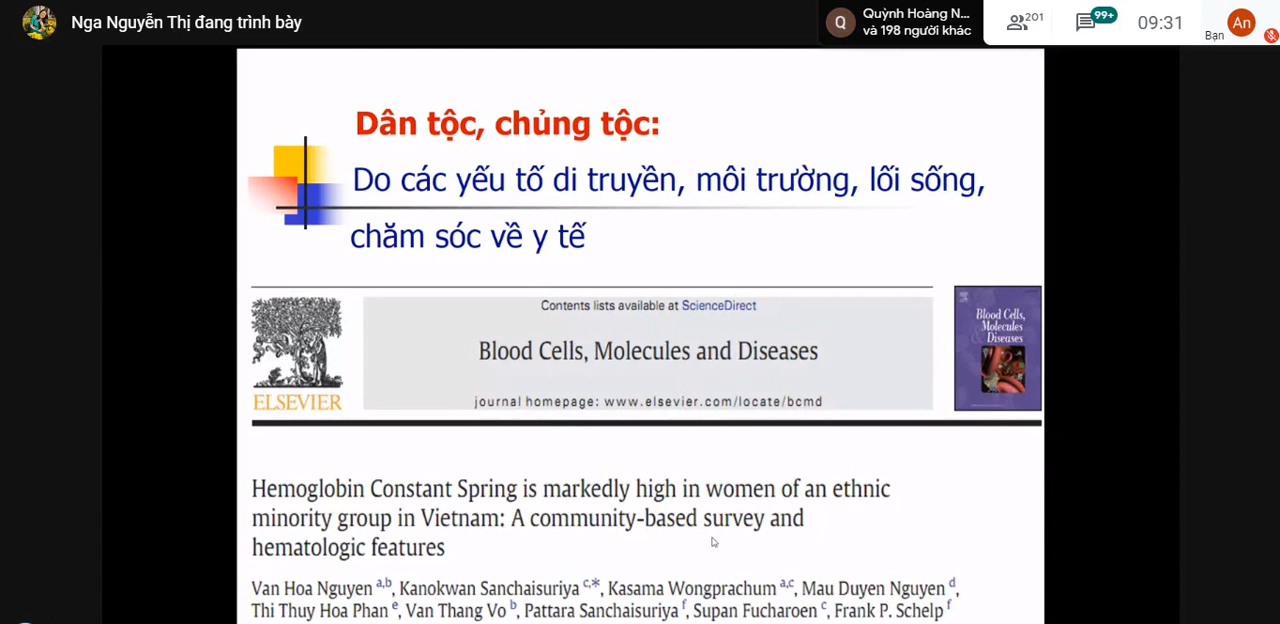 Nga Nguyễn Thị đang trình bày
Q
Quỳnh Hoàng N...
và 198 người khác
201
99+
09:31
Bạn
An
Dân tộc, chủng tộc:
Do các yếu tố di truyền, môi trường, lối sống,
chăm sóc về y tế
Contents lists available at ScienceDirect
Blood Cells, Molecules and Diseases
journal homepage: www.elsevier.com/locate/bcmd
ELSEVIER
Blood Cells,
Molecules
& Diseases
Hemoglobin Constant Spring is markedly high in women of an ethnic
minority group in Vietnam: A community-based survey and
hematologic features
Van Hoa Nguyen a,b, Kanokwan Sanchaisuriya c,*, Kasama Wongprachum a,c, Mau Duyen Nguyen d,
Thi Thuy Hoa Phan e, Van Thang Vo b, Pattara Sanchaisuriya f, Supan Fucharoen c, Frank P. Schelp f